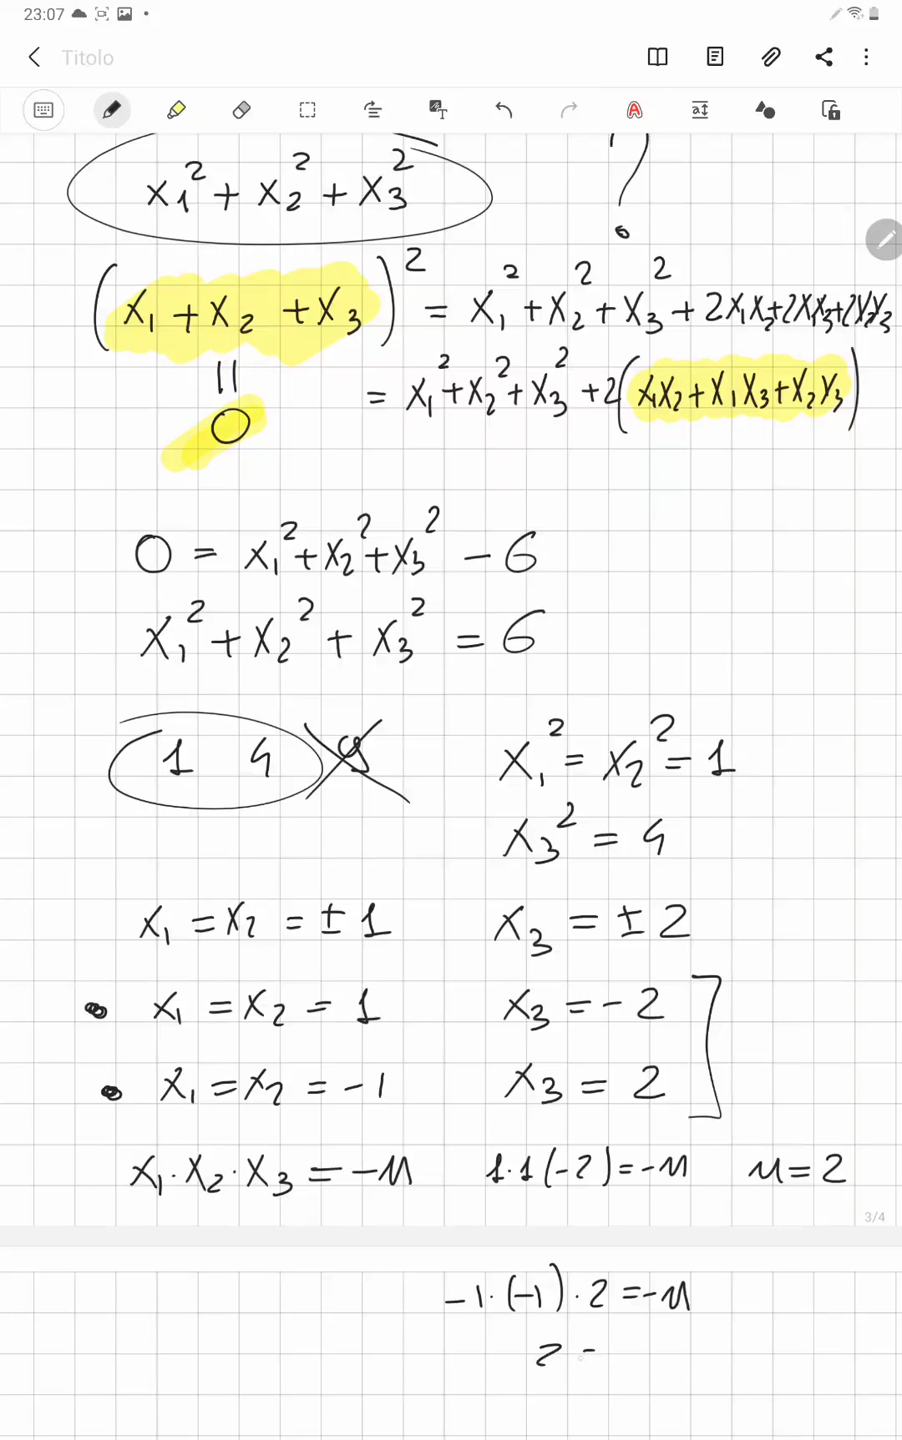 23:07
Titolo
x₁² + x₂² + x₃² ?
(x₁ + x₂ + x₃)² = x₁² + x₂² + x₃² + 2x₁x₂+2x₁x₃+2x₂x₃
|| = x₁² + x₂² + x₃² + 2(x₁x₂ + x₁x₃ + x₂x₃)
0
0 = x₁² + x₂² + x₃² - 6
x₁² + x₂² + x₃² = 6
1 4 9 x₁² = x₂² = 1
x₃² = 4
x₁ = x₂ = ± 1 x₃ = ± 2
• x₁ = x₂ = 1 x₃ = - 2
• x₁ = x₂ = -1 x₃ = 2
x₁ · x₂ · x₃ = -n 1·1(-2) = -n n = 2
3/4
-1·(-1)·2 = -n
2 =